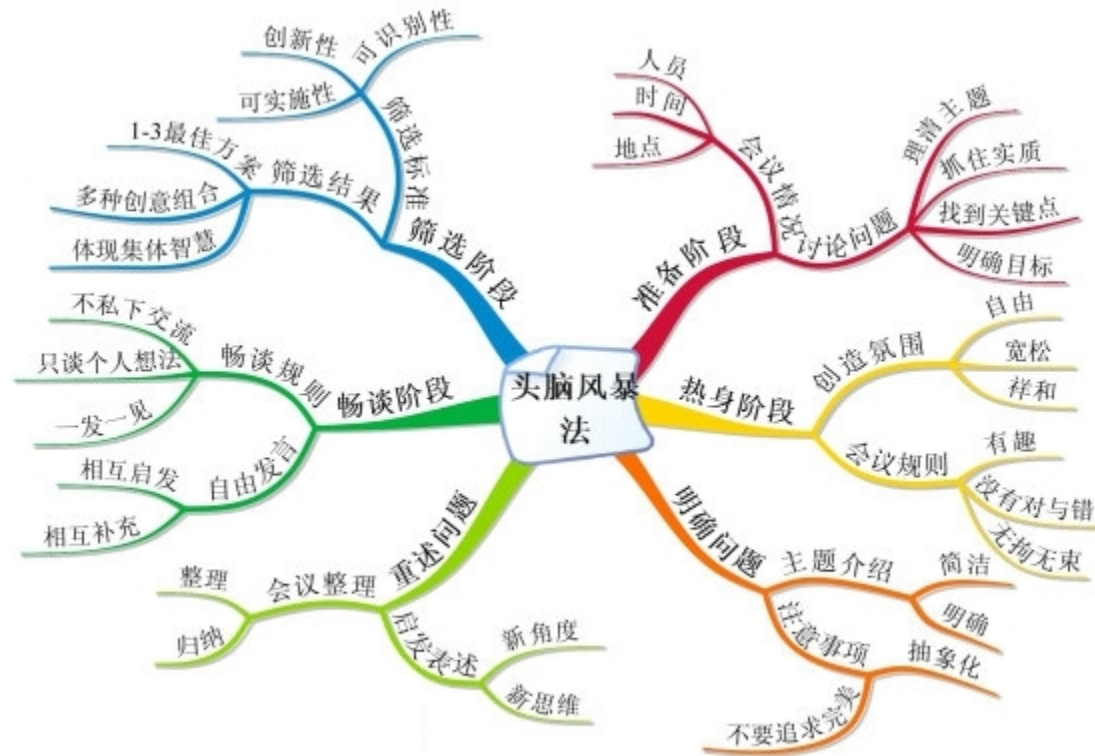 头脑风暴
法
准备阶段
会议情况
人员
时间
地点
讨论问题
理清主题
抓住实质
找到关键点
明确目标
热身阶段
创造氛围
自由
宽松
祥和
会议规则
有趣
没有对与错
无拘无束
明确问题
主题介绍
简洁
明确
注意事项
抽象化
不要追求完美
重述问题
会议整理
整理
归纳
启发表述
新角度
新思维
畅谈阶段
畅谈规则
不私下交流
只谈个人想法
一发一见
自由发言
相互启发
相互补充
筛选阶段
筛选标准
创新性
可识别性
可实施性
筛选结果
1-3最佳方案
多种创意组合
体现集体智慧